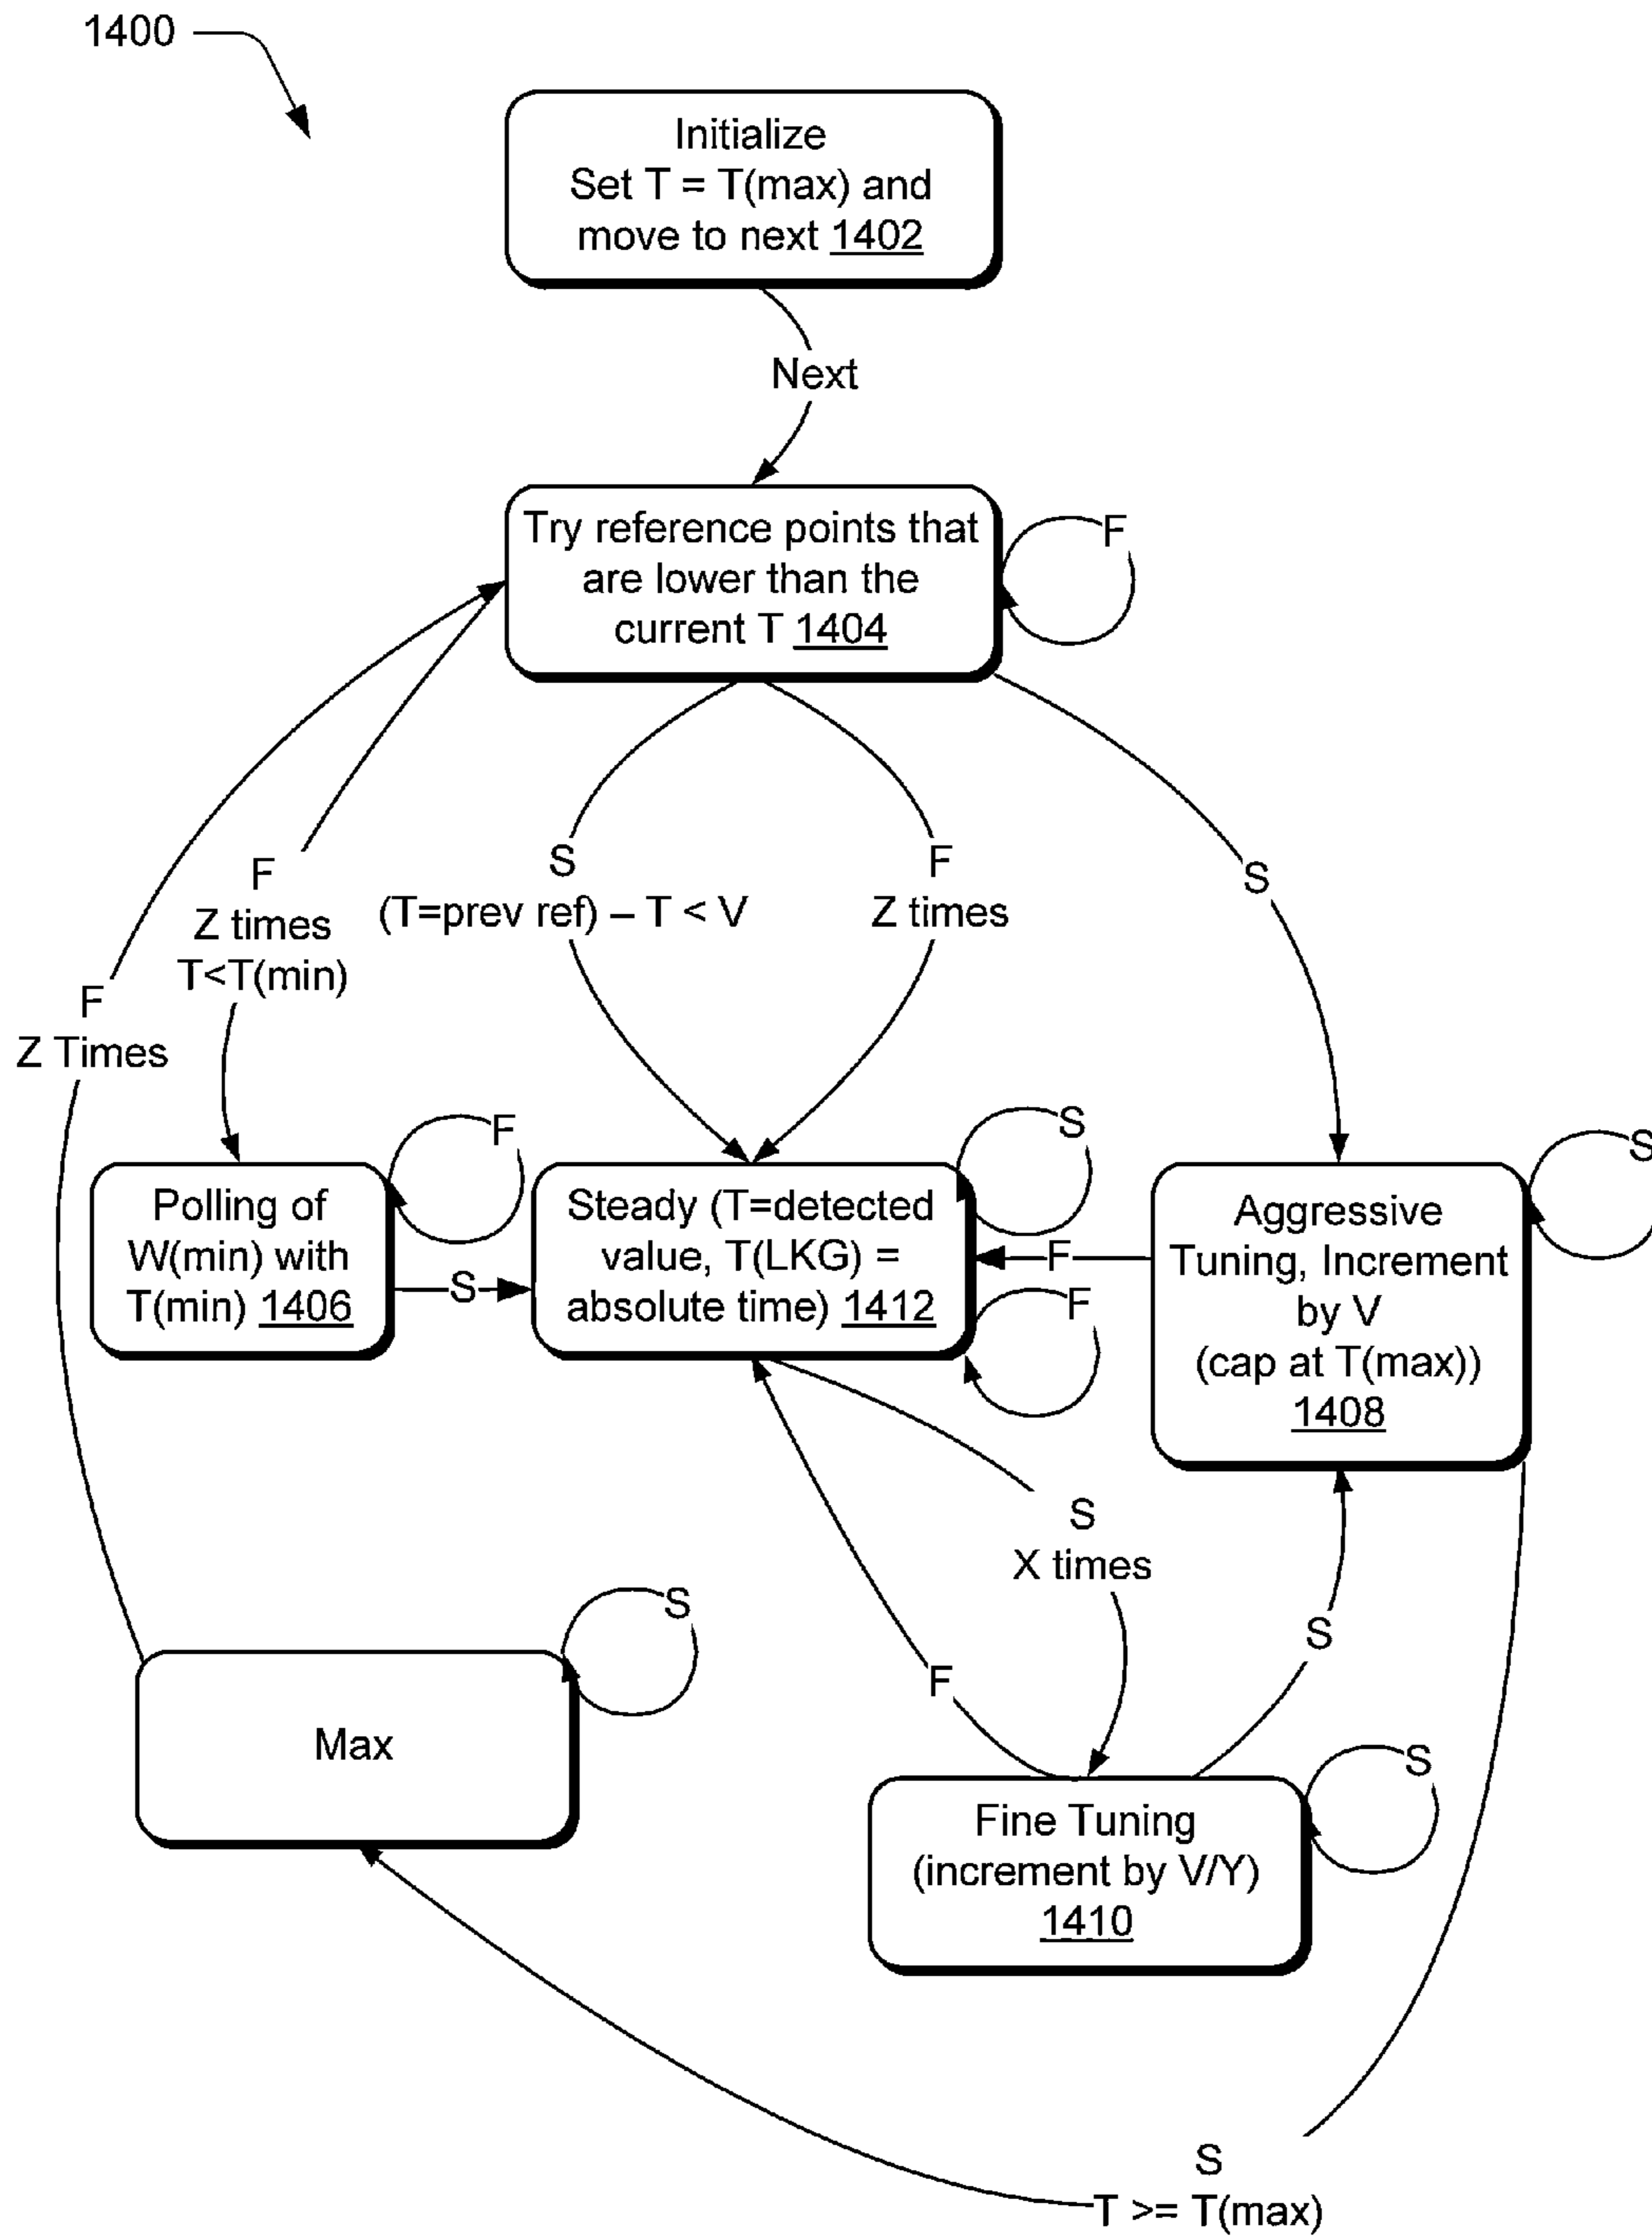 1400
Initialize
Set T = T(max) and
move to next 1402
Next
Try reference points that
are lower than the
current T 1404
F
S
(T=prev ref) – T < V
F
Z times
S
F
Z times
T<T(min)
F
Z Times
F
S
S
Polling of
W(min) with
T(min) 1406
S
Steady (T=detected
value, T(LKG) =
absolute time) 1412
F
F
Aggressive
Tuning, Increment
by V
(cap at T(max))
1408
S
X times
S
F
S
Max
S
Fine Tuning
(increment by V/Y)
1410
S
T >= T(max)